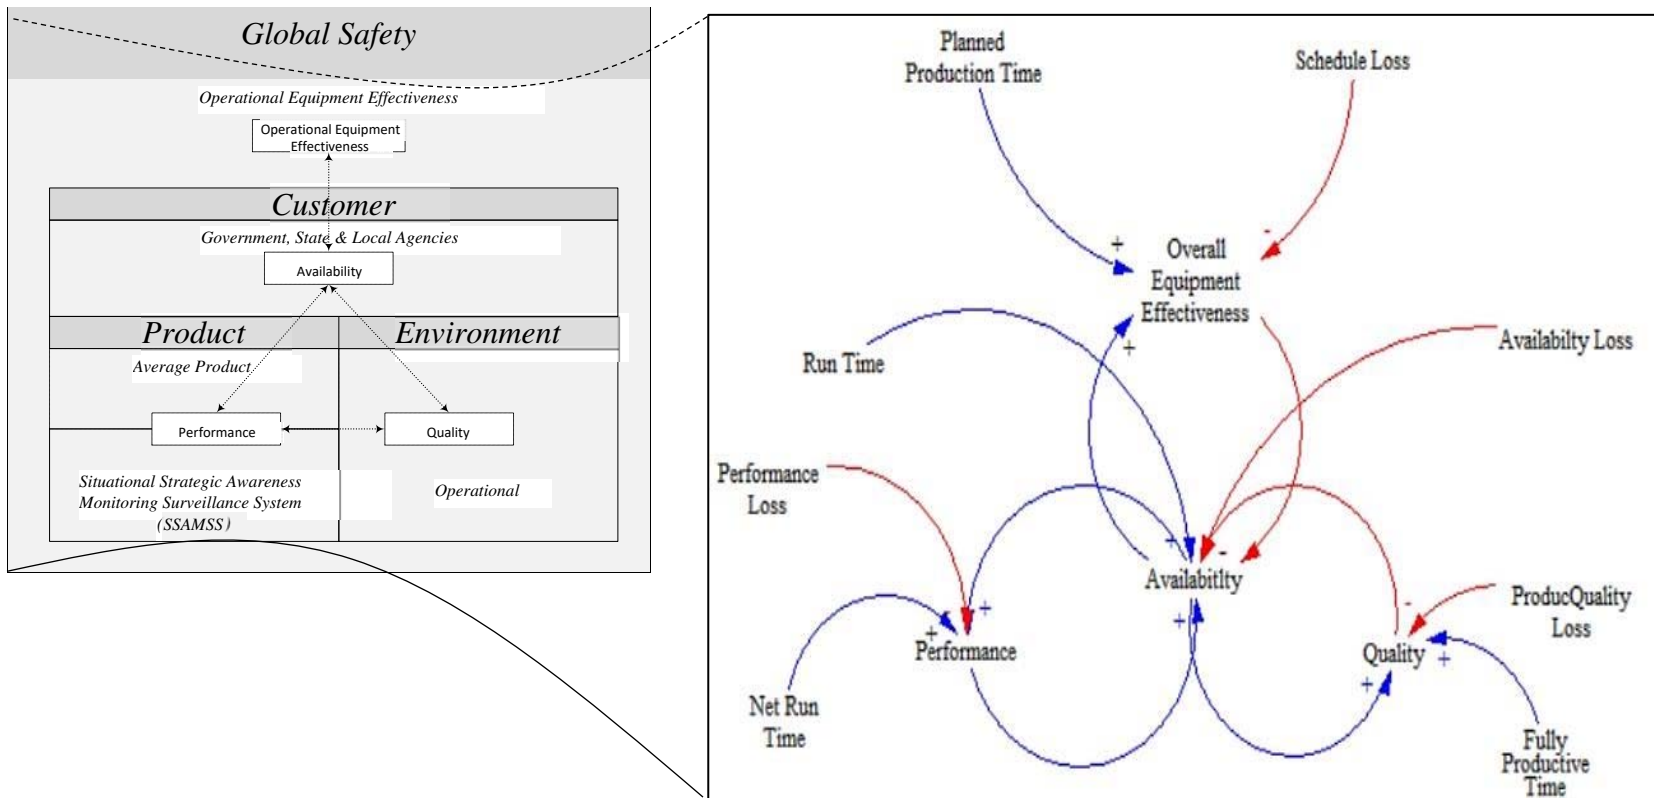 Global Safety
Operational Equipment Effectiveness
Operational Equipment
Effectiveness
Customer
Government, State & Local Agencies
Availability
Product
Environment
Average Product
Performance
Quality
Situational Strategic Awareness
Monitoring Surveillance System
(SSAMSS)
Operational
Planned
Production Time
Schedule Loss
+
-
Overall
Equipment
Effectiveness
+
Run Time
Availabilty Loss
Performance
Loss
+
-
Availabitlty
-
+
+
Performance
+
Net Run
Time
-
ProducQuality
Loss
Quality
+
+
Fully
Productive
Time